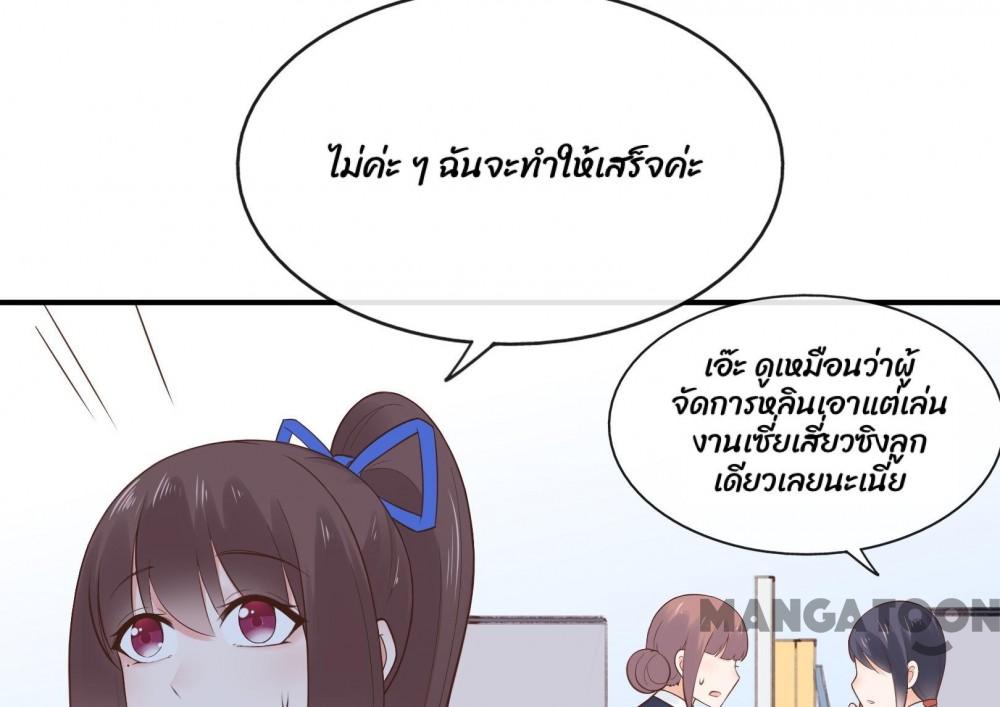 ไม่ค่ะ ๆ ฉันจะทำให้เสร็จค่ะ
เอ๊ะ ดูเหมือนว่าผู้
จัดการหลินเอาแต่เล่น
งานเซี่ยเสี่ยวซิงลูก
เดียวเลยนะเนี่ย
MANGATOON